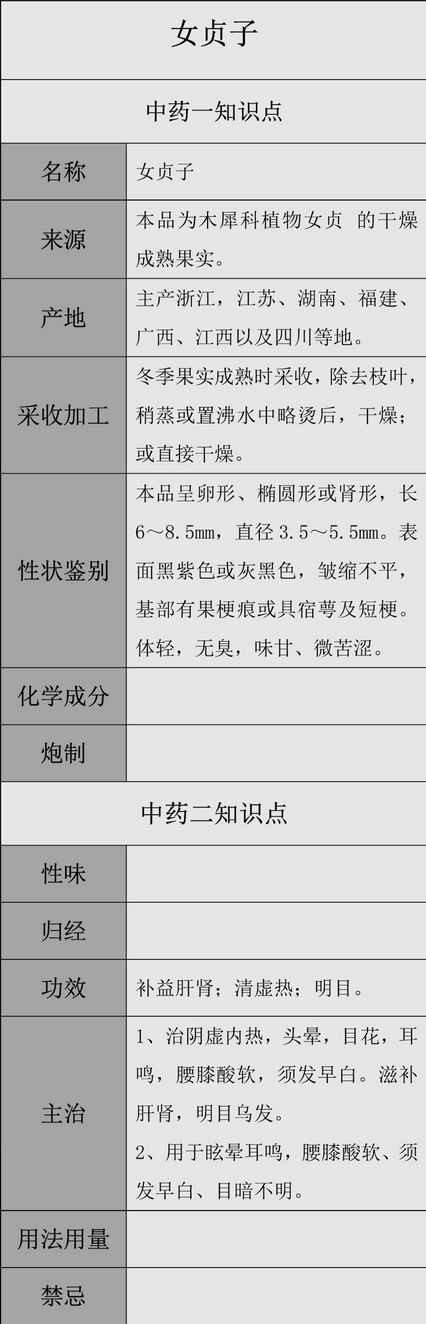 女贞子
中药一知识点
名称
女贞子
来源
本品为木犀科植物女贞 的干燥
成熟果实。
产地
主产浙江，江苏、湖南、福建、
广西、江西以及四川等地。
采收加工
冬季果实成熟时采收，除去枝叶，
稍蒸或置沸水中略烫后，干燥；
或直接干燥。
性状鉴别
本品呈卵形、椭圆形或肾形，长
6～8.5mm，直径 3.5～5.5mm。表
面黑紫色或灰黑色，皱缩不平，
基部有果梗痕或具宿萼及短梗。
体轻，无臭，味甘、微苦涩。
化学成分
炮制
中药二知识点
性味
归经
功效
补益肝肾；清虚热；明目。
主治
1、治阴虚内热，头晕，目花，耳
鸣，腰膝酸软，须发早白。滋补
肝肾，明目乌发。
2、用于眩晕耳鸣，腰膝酸软、须
发早白、目暗不明。
用法用量
禁忌